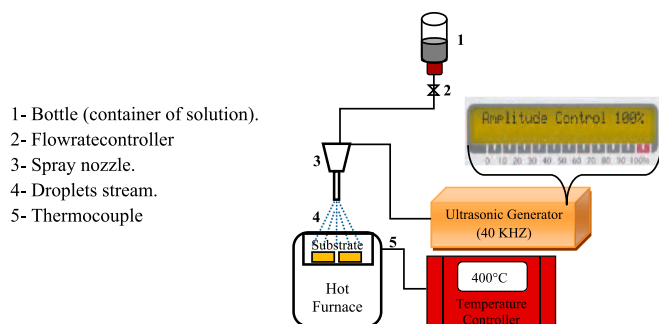 1
2
1- Bottle (container of solution).
2- Flowratecontroller
3- Spray nozzle.
4- Droplets stream.
5- Thermocouple
Amplitude Control 100%
0 10 20 30 40 50 60 70 80 90 100%
3
4
Ultrasonic Generator
(40 KHZ)
Substrate
5
Hot
Furnace
400°C
Temperature
Controller